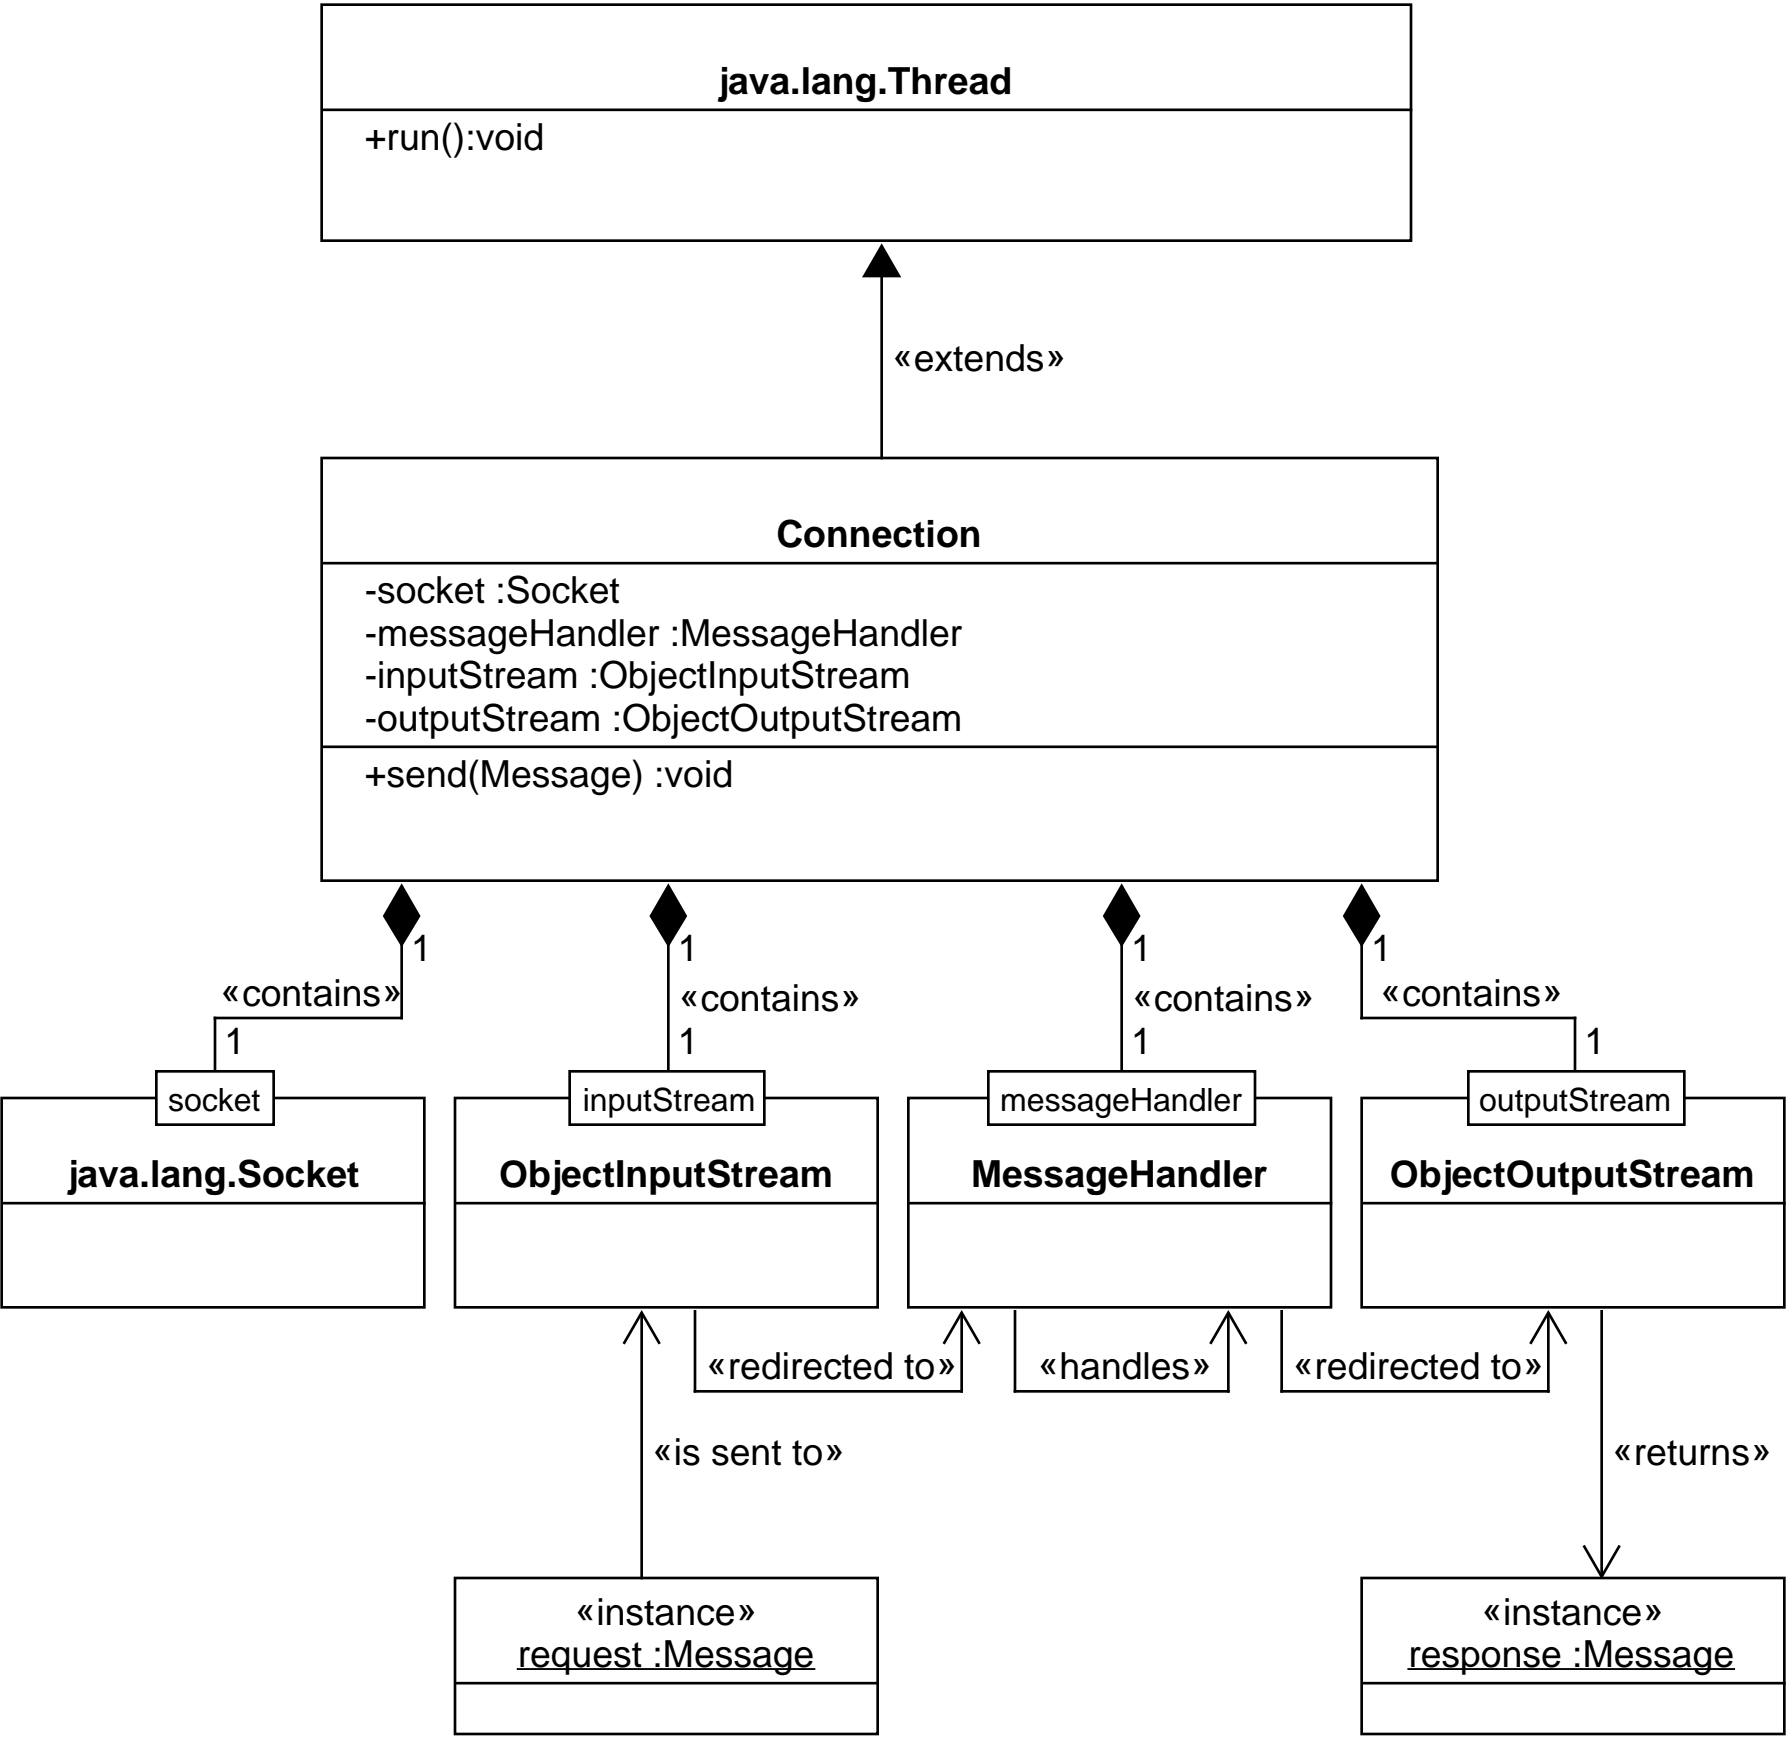 java.lang.Thread
+run():void
«extends»
Connection
-socket :Socket
-messageHandler :MessageHandler
-inputStream :ObjectInputStream
-outputStream :ObjectOutputStream
+send(Message) :void
1 1 1 1
«contains» «contains» «contains» «contains»
1 1 1 1
socket inputStream messageHandler outputStream
java.lang.Socket ObjectInputStream MessageHandler ObjectOutputStream
«redirected to» «handles» «redirected to»
«is sent to» «returns»
«instance» «instance»
request :Message response :Message